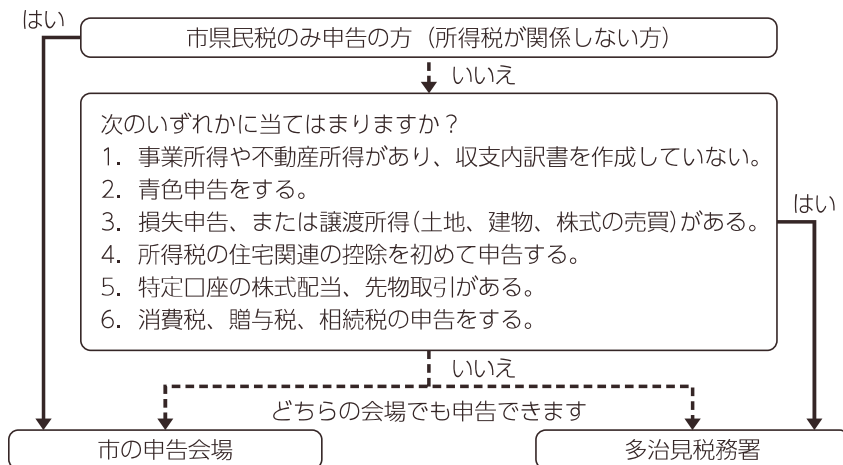 はい
市県民税のみ申告の方（所得税が関係しない方）
いいえ
次のいずれかに当てはまりますか？
1．事業所得や不動産所得があり、収支内訳書を作成していない。
2．青色申告をする。
3．損失申告、または譲渡所得（土地、建物、株式の売買）がある。
4．所得税の住宅関連の控除を初めて申告する。
5．特定口座の株式配当、先物取引がある。
6．消費税、贈与税、相続税の申告をする。
はい
いいえ
どちらの会場でも申告できます
市の申告会場
多治見税務署